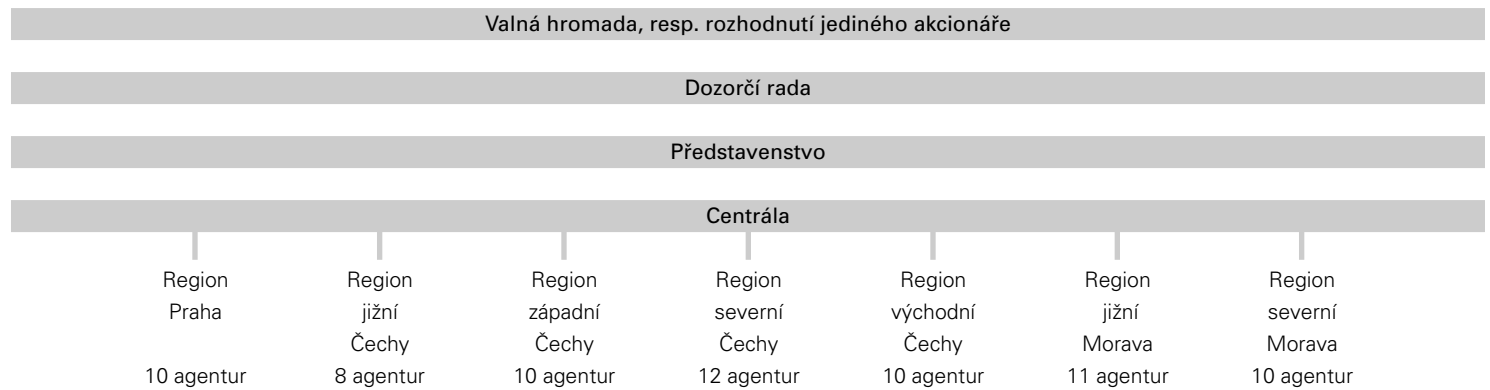 Valná hromada, resp. rozhodnutí jediného akcionáře
Dozorčí rada
Představenstvo
Centrála
Region Region Region Region Region Region Region
Praha jižní západní severní východní jižní severní
Čechy Čechy Čechy Čechy Morava Morava
10 agentur 8 agentur 10 agentur 12 agentur 10 agentur 11 agentur 10 agentur